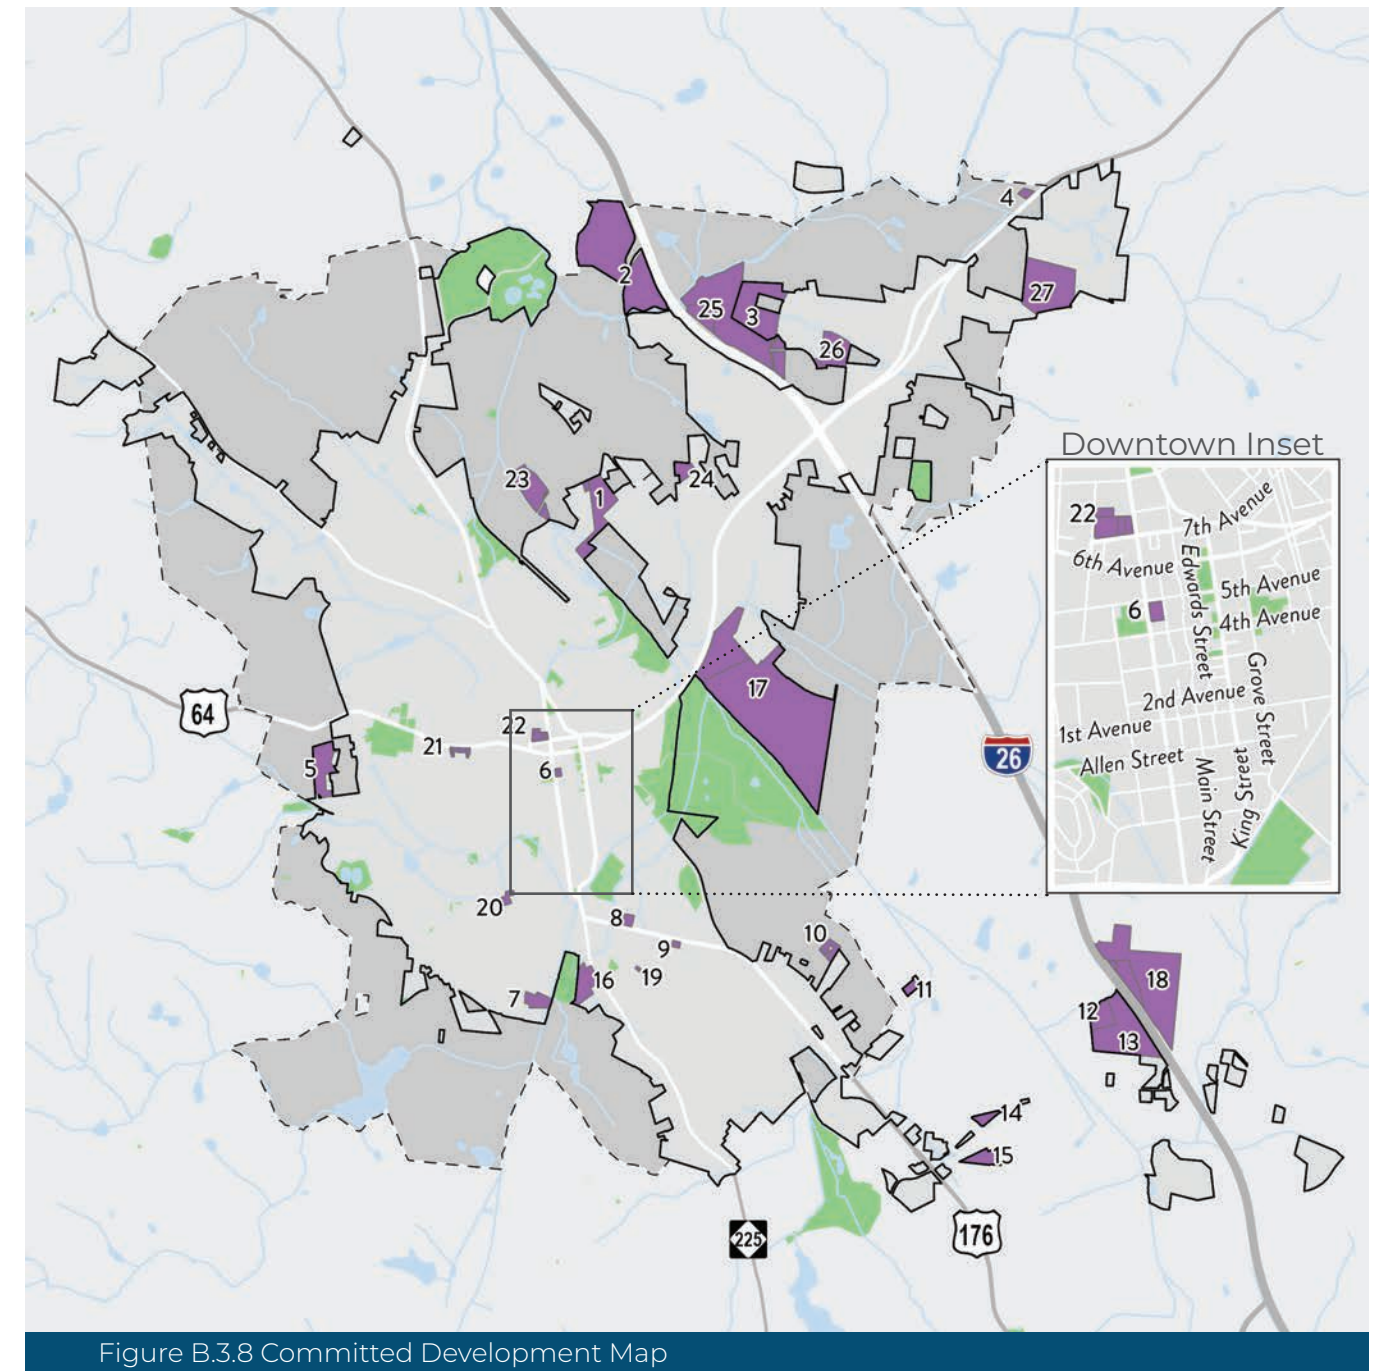 4
2
27
25
3
26
Downtown Inset
23
1
24
22
7th Avenue
6th Avenue
Edwards Street
5th Avenue
6
4th Avenue
Grove Street
2nd Avenue
1st Avenue
Allen Street
Main Street
King Street
17
64
22
21
26
5
6
20
8
9
10
16
19
7
11
18
12
13
14
15
225
176
Figure B.3.8 Committed Development Map